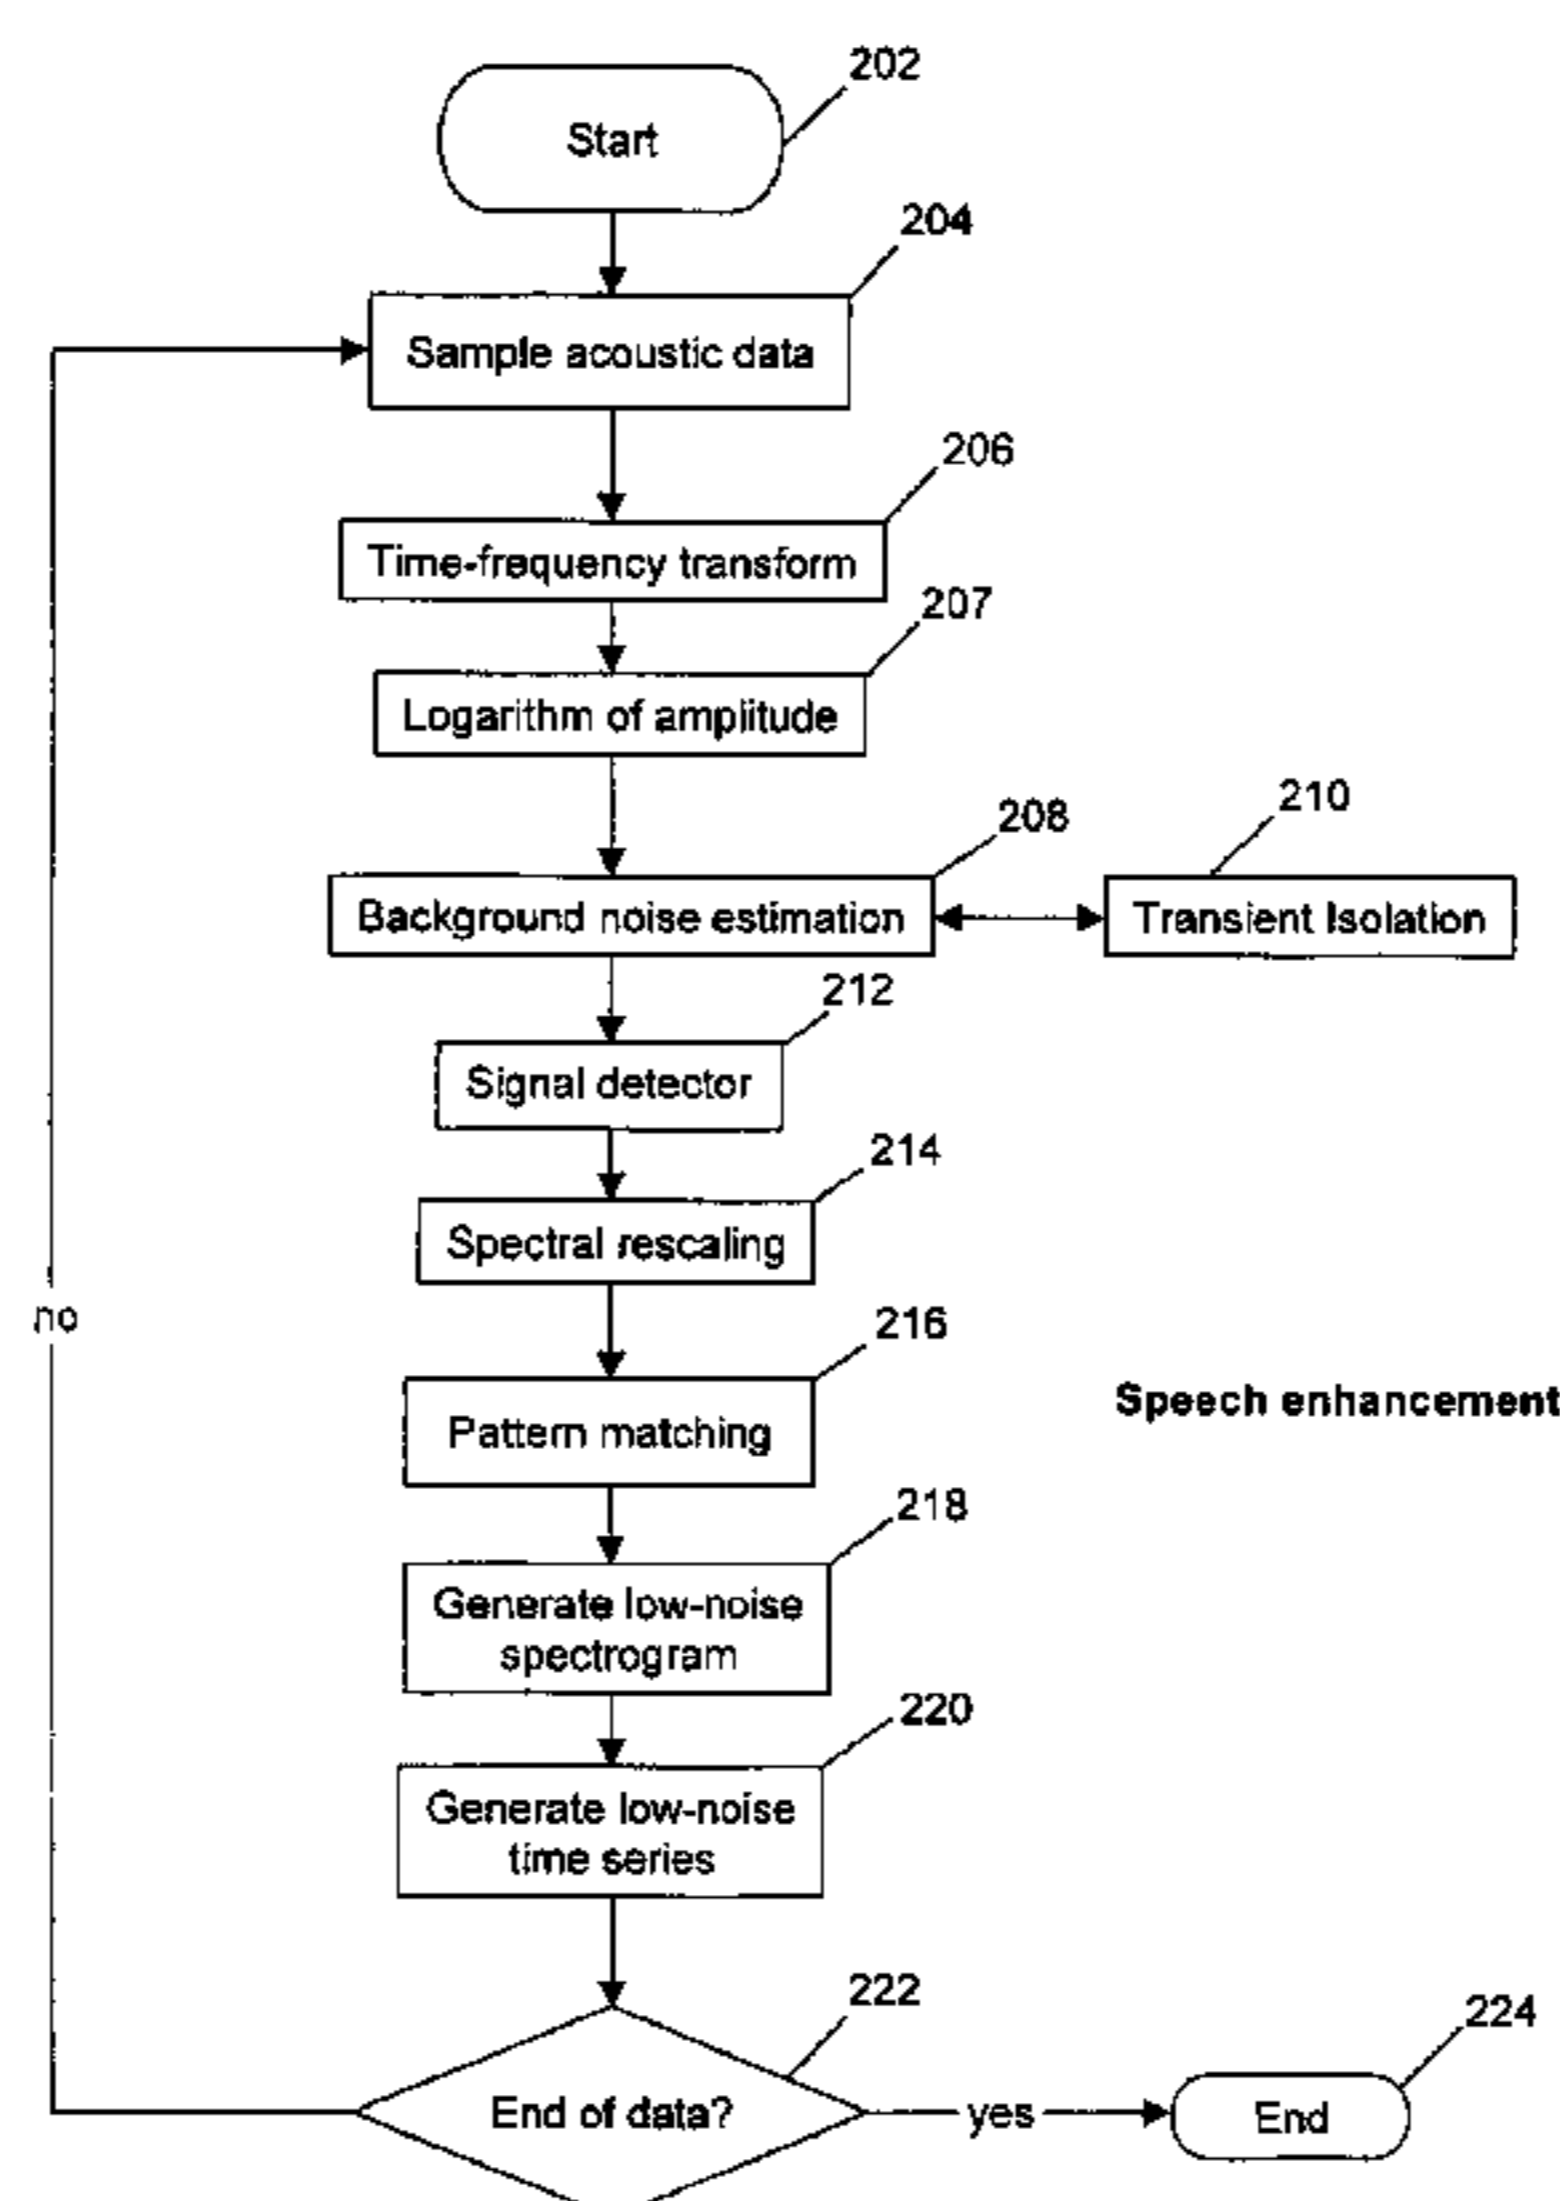 202
Start
204
Sample acoustic data
206
Time-frequency transform
207
Logarithm of amplitude
208
210
Background noise estimation
Transient Isolation
212
Signal detector
214
Spectral rescaling
no
216
Speech enhancement
Pattern matching
218
Generate low-noise
spectrogram
220
Generate low-noise
time series
222
224
End of data?
yes
End